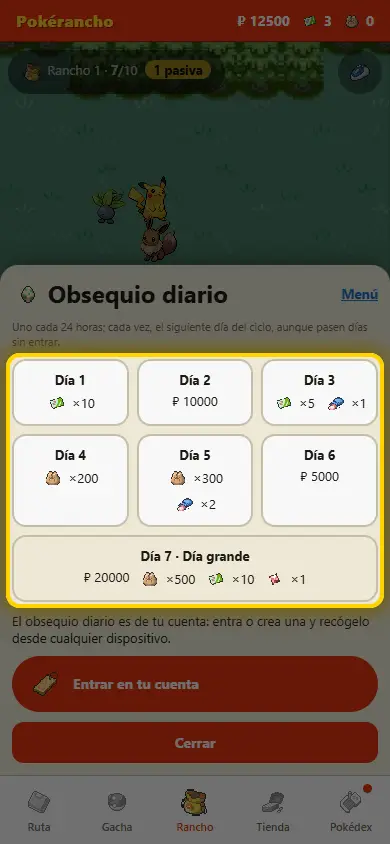 Pokérancho
₽ 12500
3
0
Rancho 1 · 7/10
1 pasiva
Obsequio diario
Menú
Uno cada 24 horas; cada vez, el siguiente día del ciclo, aunque pasen días
sin entrar.
Día 1
×10
Día 2
₽ 10000
Día 3
×5
×1
Día 4
×200
Día 5
×300
×2
Día 6
₽ 5000
Día 7 · Día grande
₽ 20000
×500
×10
×1
El obsequio diario es de tu cuenta: entra o crea una y recógelo
desde cualquier dispositivo.
Entrar en tu cuenta
Cerrar
Ruta
Gacha
Rancho
Tienda
Pokédex